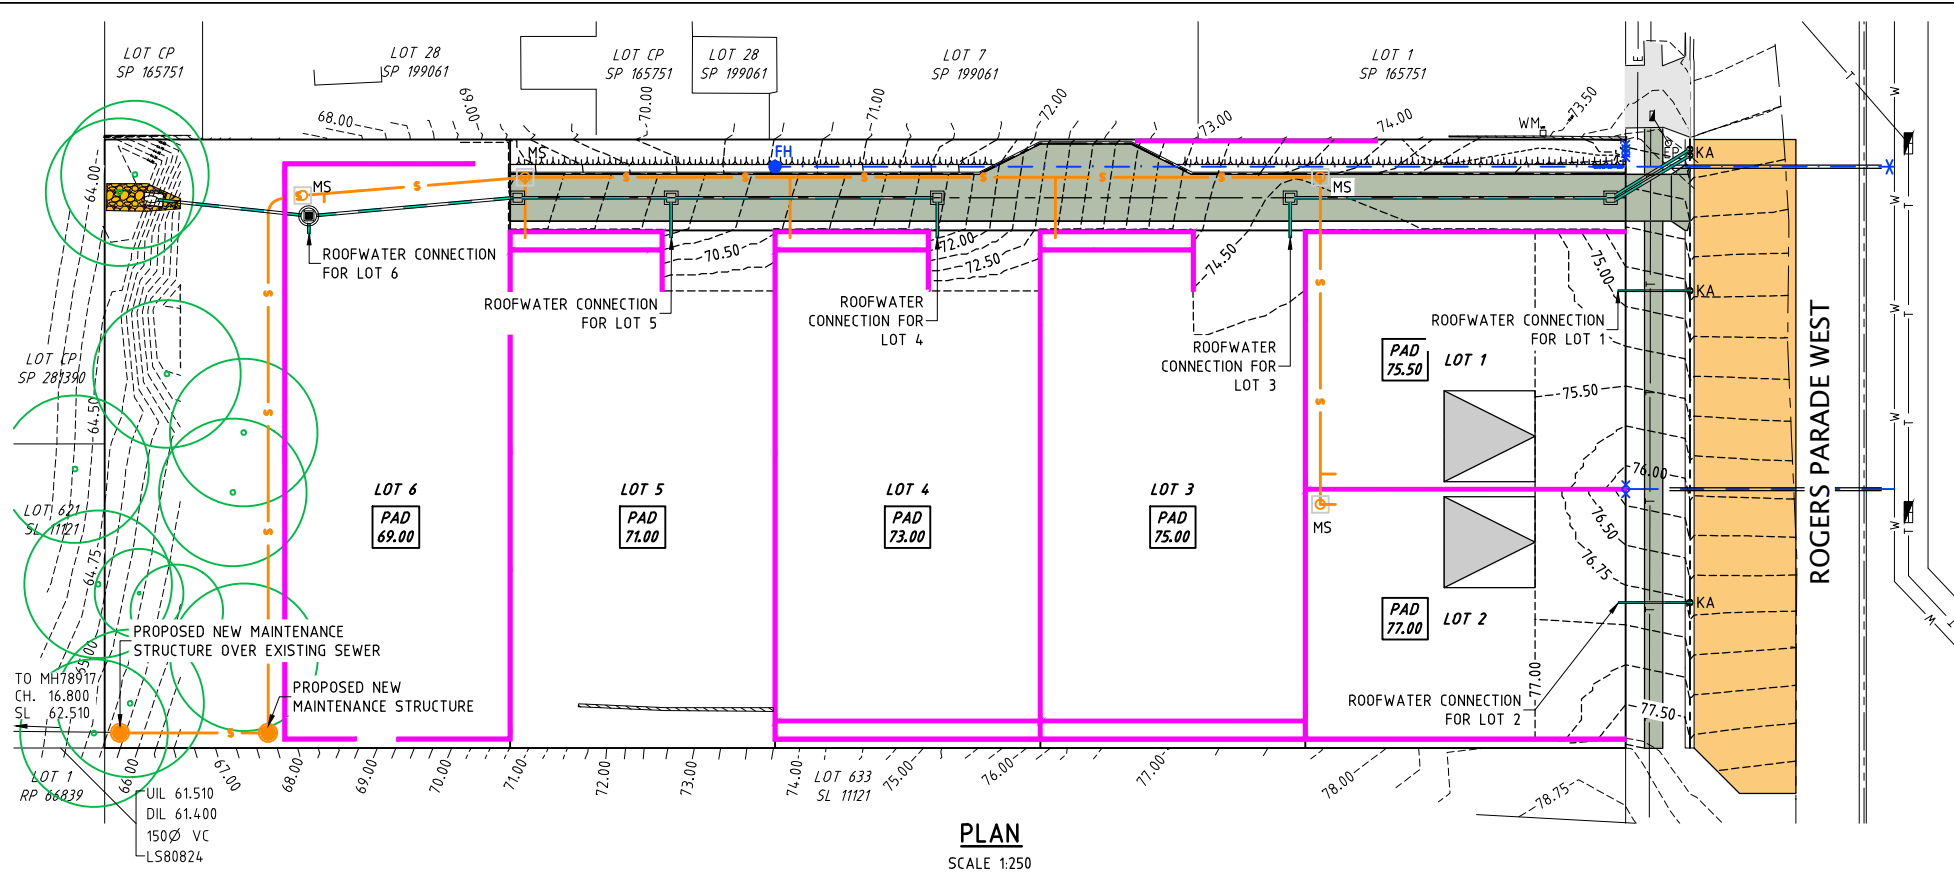 LOT CP
SP 165751
LOT 28
SP 199061
LOT CP
SP 165751
LOT 28
SP 199061
LOT 7
SP 199061
LOT 1
SP 165751
68.00
69.00
70.00
71.00
72.00
73.00
74.00
73.50
WM
E
T
W
T
W
MS
FH
EP
KA
64.00
MS
MS
S
S
S
S
S
S
S
S
ROOFWATER CONNECTION
FOR LOT 6
70.50
72.00
72.50
74.50
75.00
KA
ROOFWATER CONNECTION
FOR LOT 5
ROOFWATER
CONNECTION FOR
LOT 4
ROOFWATER
CONNECTION FOR
LOT 3
ROOFWATER CONNECTION
FOR LOT 1
PAD
75.50
LOT 1
LOT CP
SP 281390
64.50
75.50
ROGERS PARADE WEST
76.00
LOT 6
PAD
69.00
LOT 5
PAD
71.00
LOT 4
PAD
73.00
LOT 3
PAD
75.00
MS
76.50
76.75
LOT 621
SL 11121
64.75
PAD
77.00
LOT 2
KA
PROPOSED NEW MAINTENANCE
STRUCTURE OVER EXISTING SEWER
65.00
TO MH78917
CH. 16.800
SL 62.510
PROPOSED NEW
MAINTENANCE STRUCTURE
ROOFWATER CONNECTION
FOR LOT 2
77.00
77.50
LOT 1
RP 66839
66.00
67.00
68.00
69.00
70.00
71.00
72.00
73.00
74.00
LOT 633
SL 11121
75.00
76.00
77.00
78.00
78.75
UIL 61.510
DIL 61.400
150Ø VC
LS80824
PLAN
SCALE 1:250